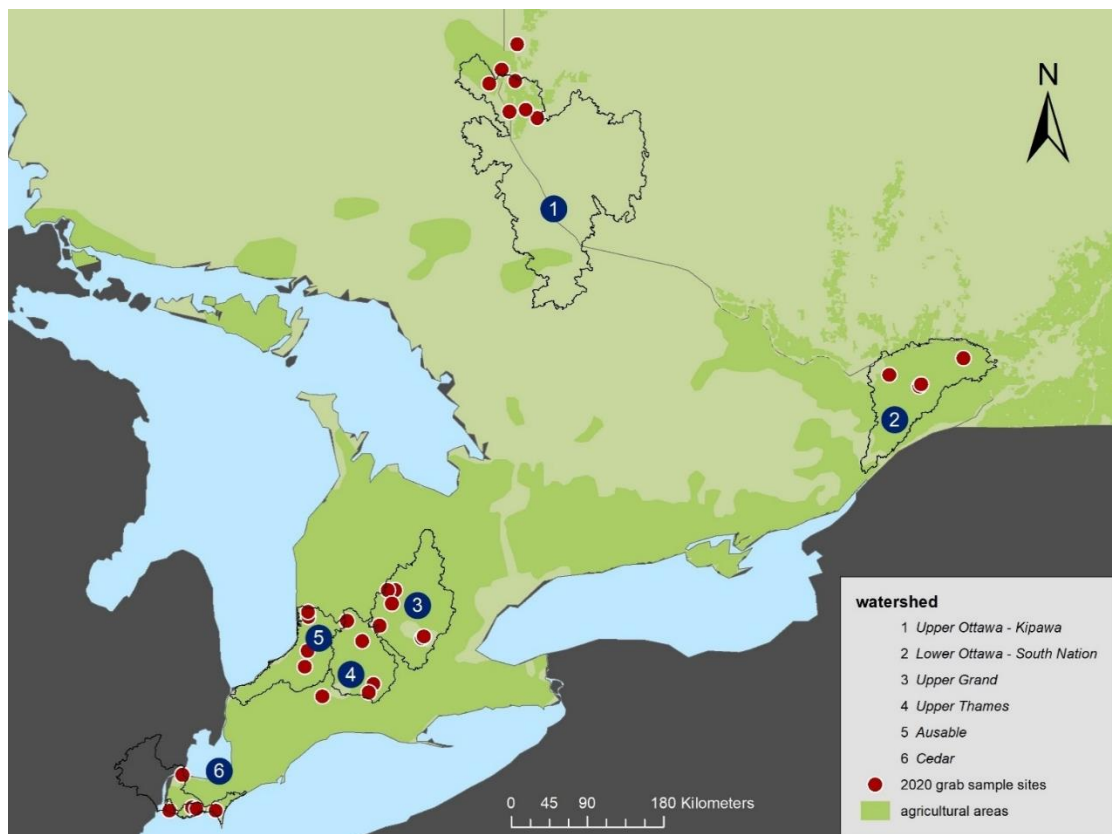 N
1
2
3
5
4
6
watershed
1 Upper Ottawa - Kipawa
2 Lower Ottawa - South Nation
3 Upper Grand
4 Upper Thames
5 Ausable
6 Cedar
2020 grab sample sites
agricultural areas
0 45 90 180 Kilometers